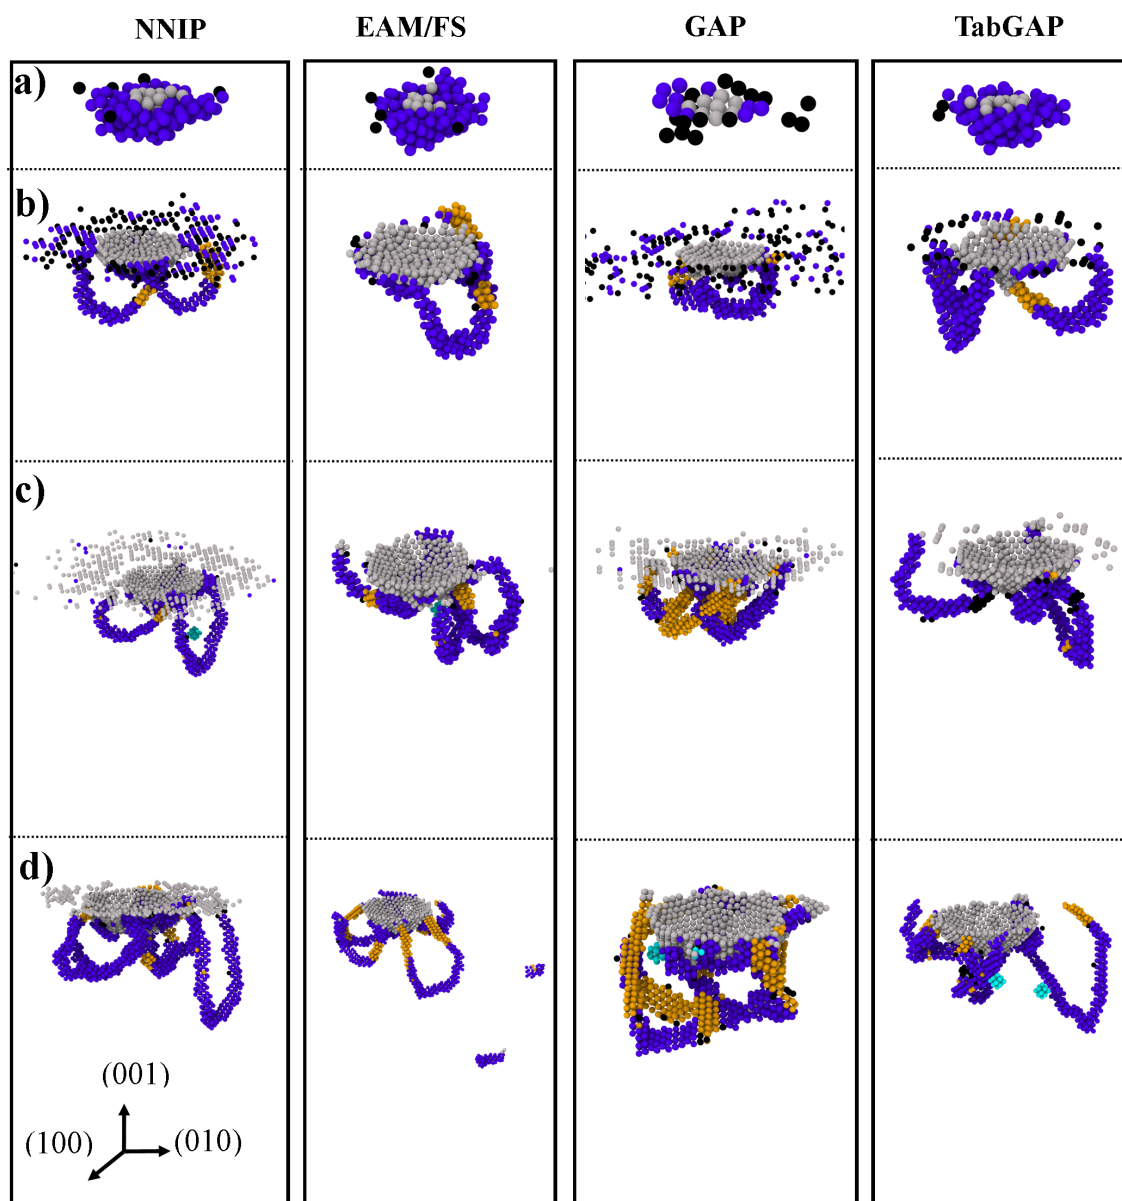 NNIP EAM/FS GAP TabGAP
a)
b)
c)
d)
(001)
(100) (010)